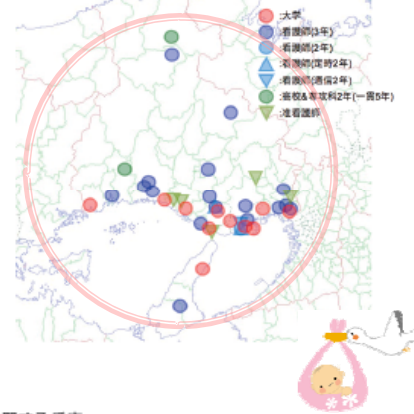 :大学
:看護師(3年)
:看護師(2年)
:看護師(定時2年)
:看護師(通信2年)
:高校&専攻科2年(一貫5年)
:准看護師